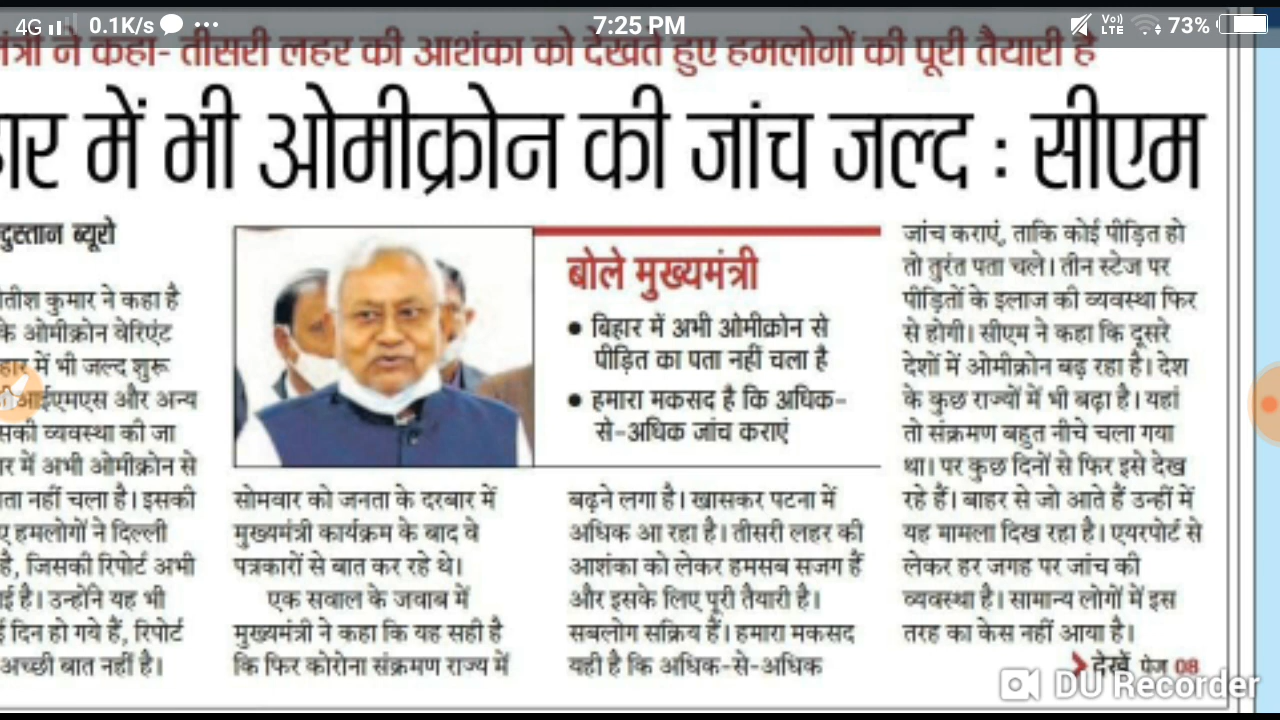 4G 0.1K/s ... 7:25 PM Vo)) LTE 73%
ने कहा- तीसरी लहर की आशंका को देखते हुए हमलोगों की पूरी तैयारी है
में भी ओमीक्रोन की जांच जल्द : सीएम
ब्यूरो
कुमार ने कहा है
ओमीक्रोन वेरिएंट
में भी जल्द शुरू
और अन्य
व्यवस्था की जा
में अभी ओमीक्रोन से
नहीं चला है। इसकी
हमलोगों ने दिल्ली
है, जिसकी रिपोर्ट अभी
है। उन्होंने यह भी
दिन हो गये हैं, रिपोर्ट
अच्छी बात नहीं है।
सोमवार को जनता के दरबार में
मुख्यमंत्री कार्यक्रम के बाद वे
पत्रकारों से बात कर रहे थे।
एक सवाल के जवाब में
मुख्यमंत्री ने कहा कि यह सही है
कि फिर कोरोना संक्रमण राज्य में
बोले मुख्यमंत्री
● बिहार में अभी ओमीक्रोन से
पीड़ित का पता नहीं चला है
● हमारा मकसद है कि अधिक-
से-अधिक जांच कराएं
बढ़ने लगा है। खासकर पटना में
अधिक आ रहा है। तीसरी लहर की
आशंका को लेकर हमसब सजग हैं
और इसके लिए पूरी तैयारी है।
सबलोग सक्रिय हैं। हमारा मकसद
यही है कि अधिक-से-अधिक
जांच कराएं, ताकि कोई पीड़ित हो
तो तुरंत पता चले। तीन स्टेज पर
पीड़ितों के इलाज की व्यवस्था फिर
से होगी। सीएम ने कहा कि दूसरे
देशों में ओमीक्रोन बढ़ रहा है। देश
के कुछ राज्यों में भी बढ़ा है। यहां
तो संक्रमण बहुत नीचे चला गया
था। पर कुछ दिनों से फिर इसे देख
रहे हैं। बाहर से जो आते हैं उन्हीं में
यह मामला दिख रहा है। एयरपोर्ट से
लेकर हर जगह पर जांच की
व्यवस्था है। सामान्य लोगों में इस
तरह का केस नहीं आया है।
देखें पेज 08
DU Recorder